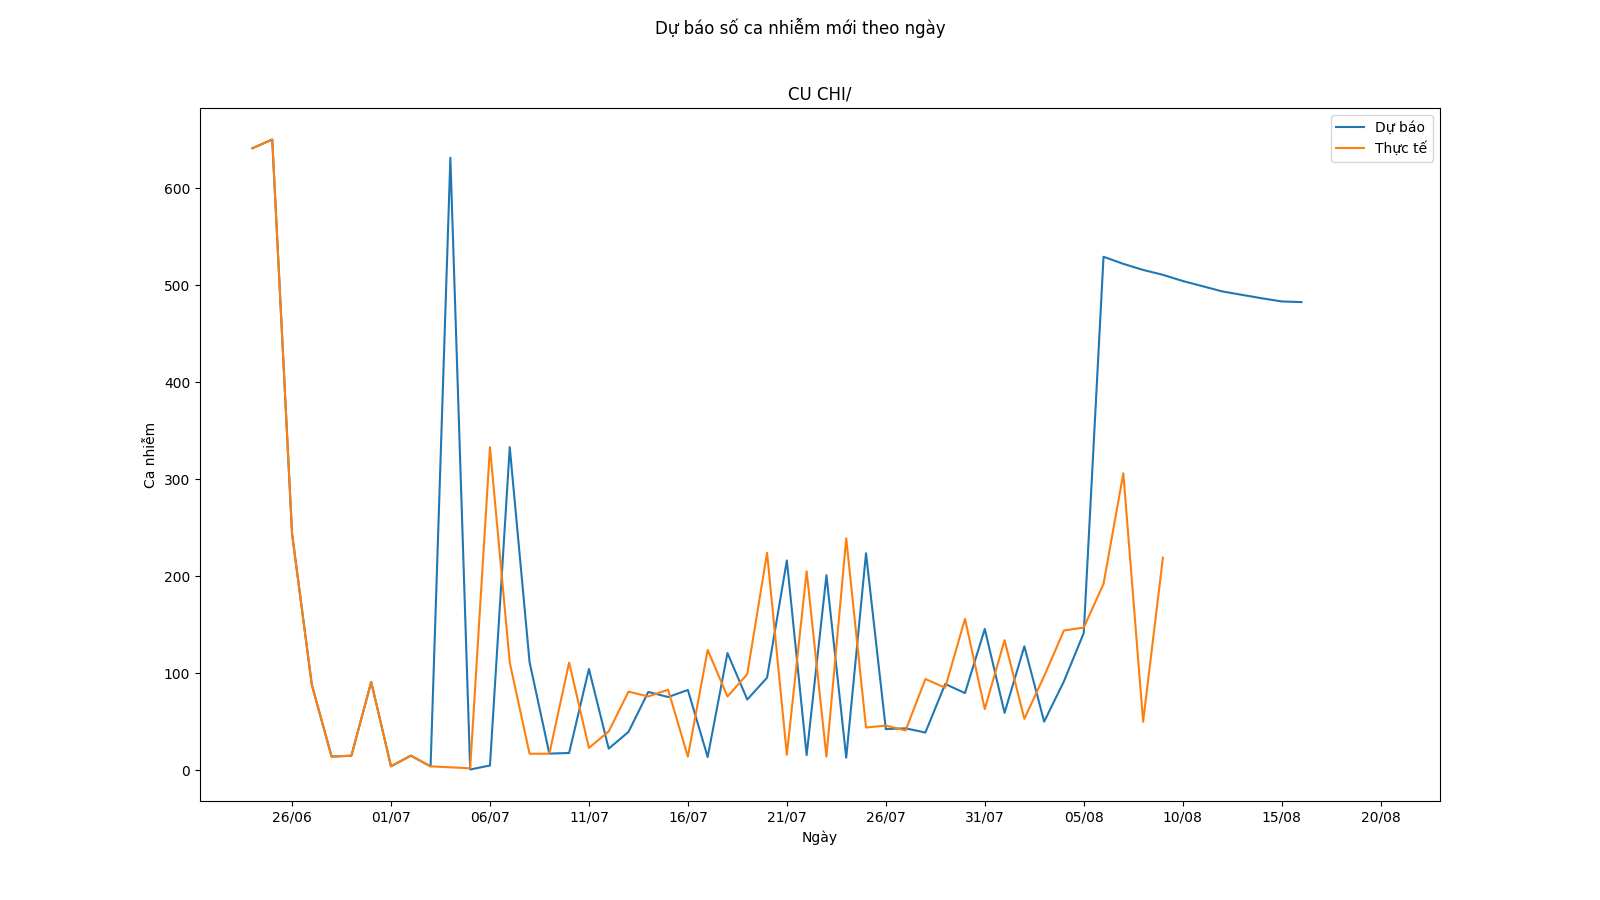 Dự báo số ca nhiễm mới theo ngày
CU CHI/
Dự báo
Thực tế
600
500
400
300
200
100
0
Ca nhiễm
26/06 01/07 06/07 11/07 16/07 21/07 26/07 31/07 05/08 10/08 15/08 20/08
Ngày